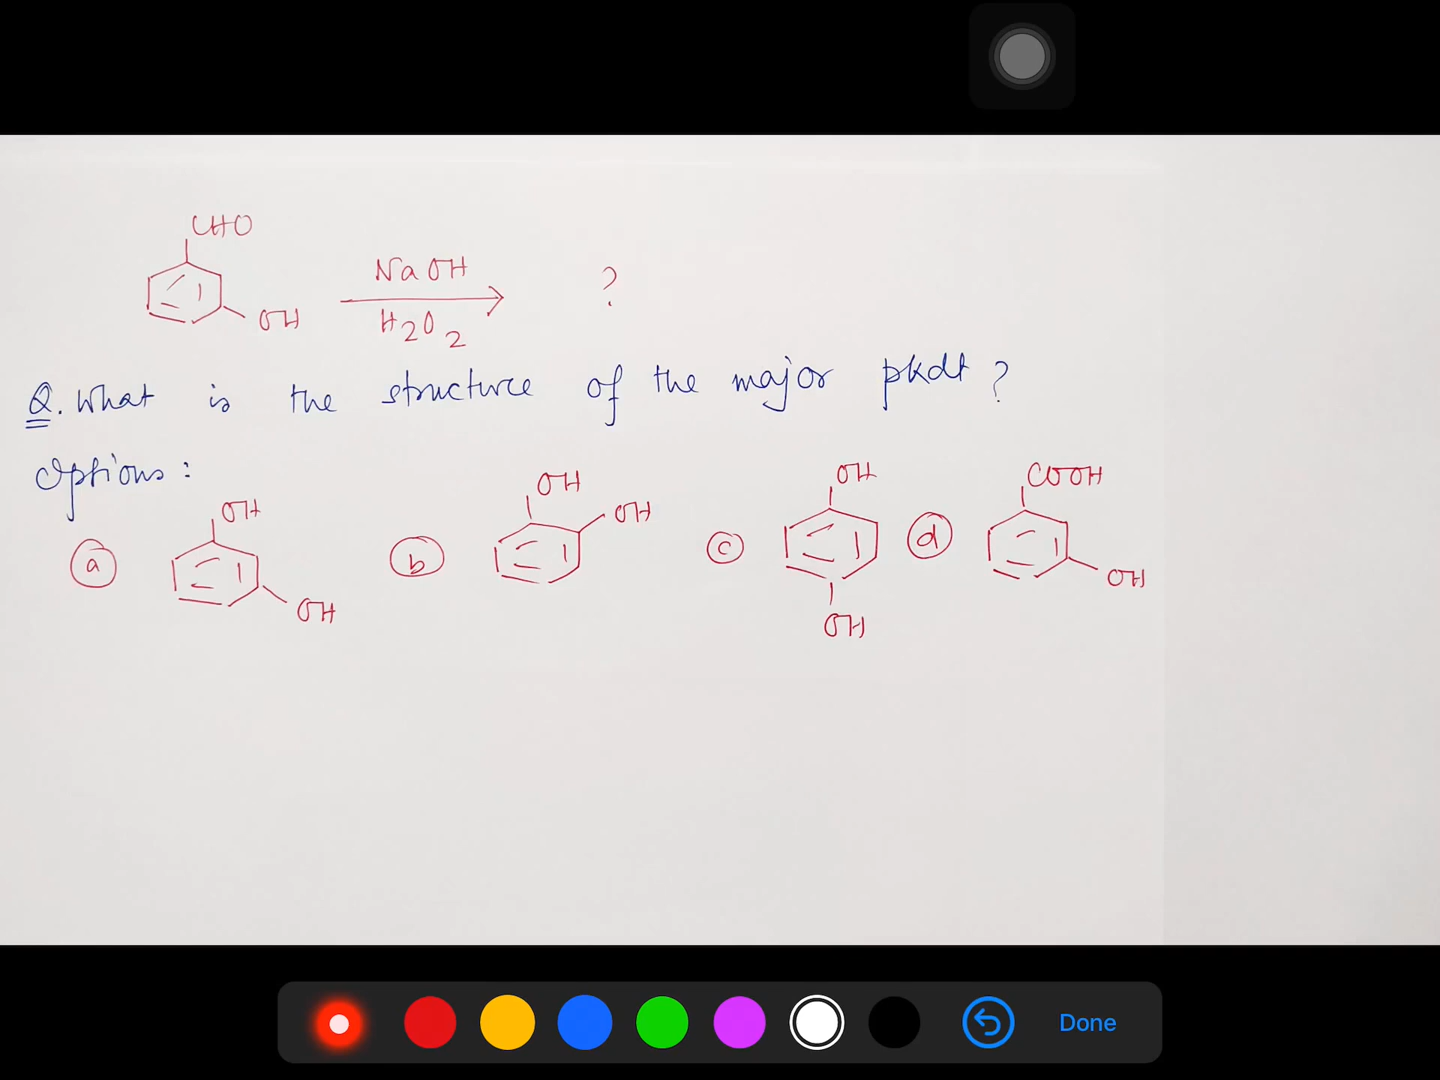 CHO
OH
NaOH
H2O2
?
Q. What is the structure of the major pkdt ?
Options :
a
OH
OH
b
OH
OH
c
OH
OH
d
COOH
OH
Done